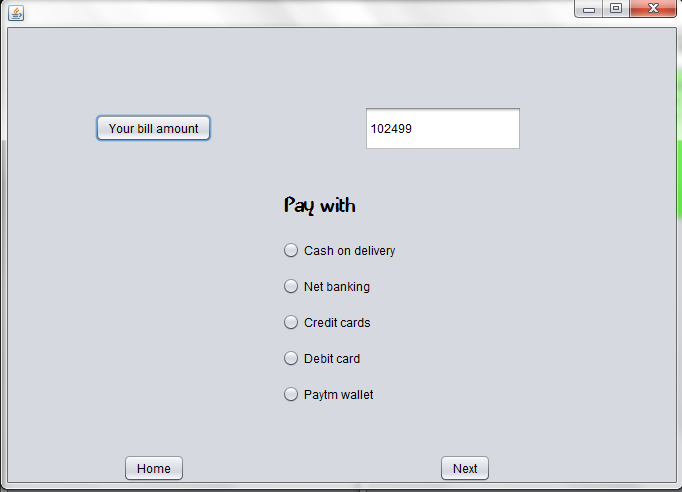 Your bill amount
102499
Pay with
Cash on delivery
Net banking
Credit cards
Debit card
Paytm wallet
Home
Next